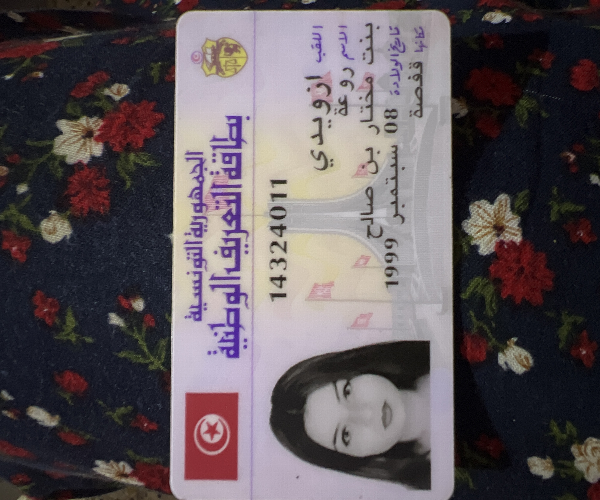 الجمهورية التونسية
بطاقة التعريف الوطنية
14324011
اللقب ازويدي
الاسم روعة
بنت مختار بن صالح
تاريخ الولادة 08 سبتمبر 1999
مكانها قفصة